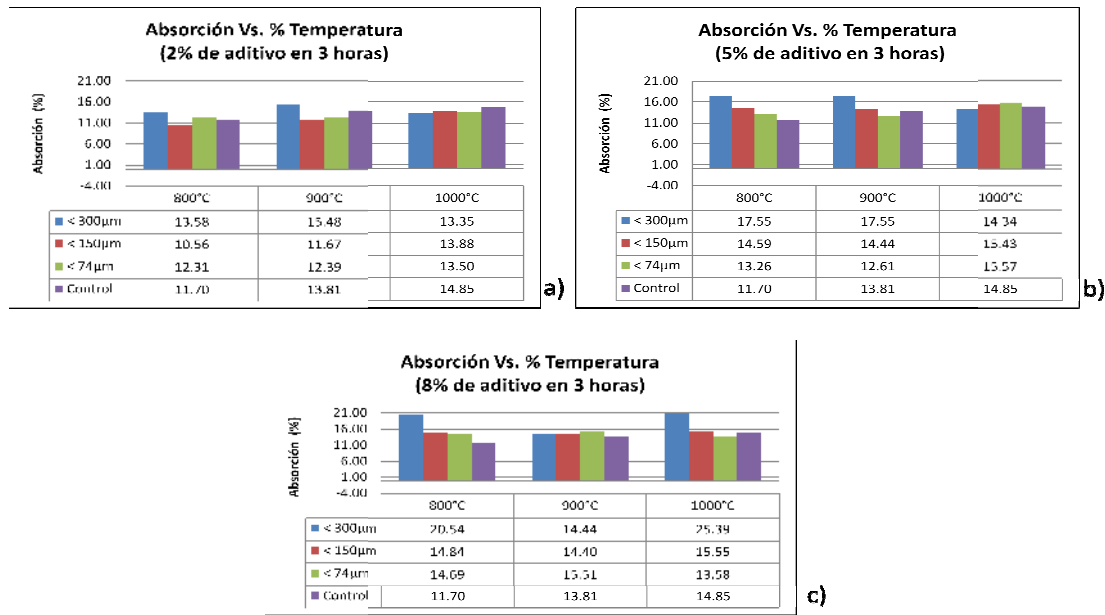 Absorción Vs. % Temperatura
(2% de aditivo en 3 horas)
Absorción (%)
21.00
16.00
11.00
6.00
1.00
-4.00
800°C 900°C 1000°C
< 300µm 13.58 15.48 13.35
< 150µm 10.56 11.67 13.88
< 74µm 12.31 12.39 13.50
Control 11.70 13.81 14.85
a)
Absorción Vs. % Temperatura
(5% de aditivo en 3 horas)
Absorción (%)
21.00
16.00
11.00
6.00
1.00
-4.00
800°C 900°C 1000°C
< 300µm 17.55 17.55 14.34
< 150µm 14.59 14.44 15.43
< 74µm 13.26 12.61 15.57
Control 11.70 13.81 14.85
b)
Absorción Vs. % Temperatura
(8% de aditivo en 3 horas)
Absorción (%)
21.00
16.00
11.00
6.00
1.00
-4.00
800°C 900°C 1000°C
< 300µm 20.54 14.44 25.39
< 150µm 14.84 14.40 15.55
< 74µm 14.69 15.51 13.58
Control 11.70 13.81 14.85
c)